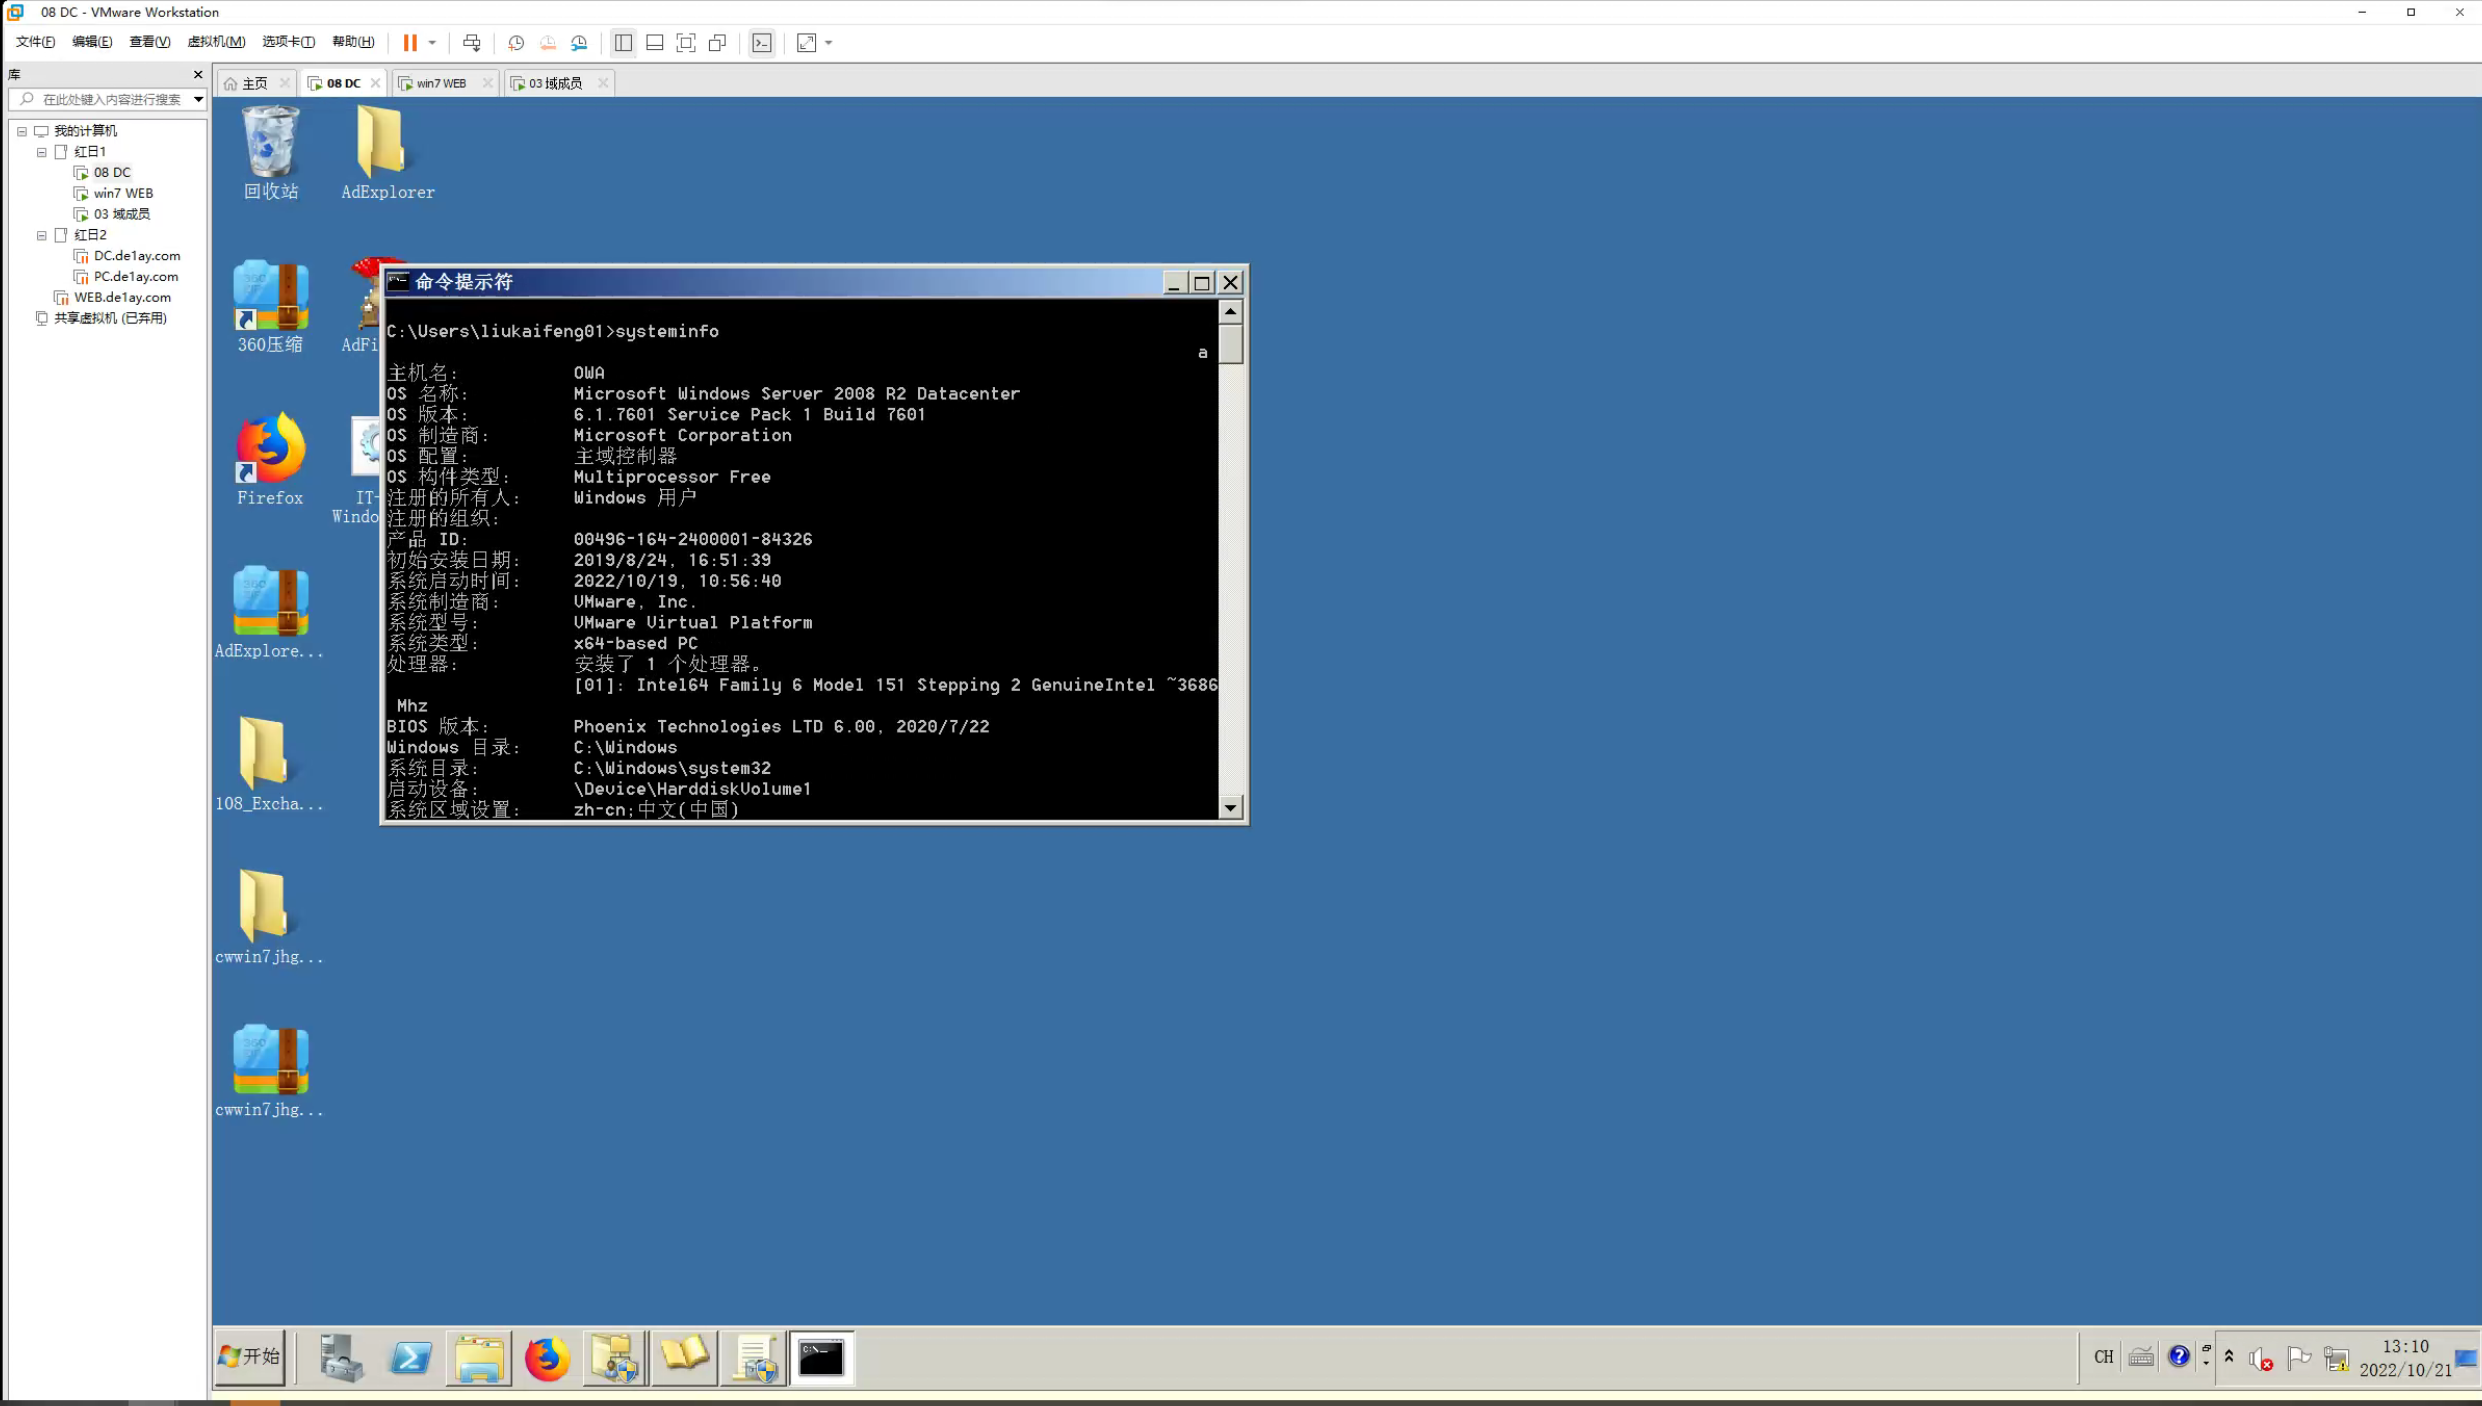 08 DC - VMware Workstation
文件(F) 编辑(E) 查看(V) 虚拟机(M) 选项卡(T) 帮助(H)
库
在此处键入内容进行搜索
我的计算机
红日1
08 DC
win7 WEB
03 域成员
红日2
DC.de1ay.com
PC.de1ay.com
WEB.de1ay.com
共享虚拟机 (已弃用)
主页 08 DC win7 WEB 03 域成员
回收站 AdExplorer
360压缩 AdFi
Firefox IT-
Windo
AdExplore...
108_Excha...
cwwin7jhg...
cwwin7jhg...
命令提示符
C:\Users\liukaifeng01>systeminfo
a
主机名: OWA
OS 名称: Microsoft Windows Server 2008 R2 Datacenter
OS 版本: 6.1.7601 Service Pack 1 Build 7601
OS 制造商: Microsoft Corporation
OS 配置: 主域控制器
OS 构件类型: Multiprocessor Free
注册的所有人: Windows 用户
注册的组织:
产品 ID: 00496-164-2400001-84326
初始安装日期: 2019/8/24, 16:51:39
系统启动时间: 2022/10/19, 10:56:40
系统制造商: VMware, Inc.
系统型号: VMware Virtual Platform
系统类型: x64-based PC
处理器: 安装了 1 个处理器。
[01]: Intel64 Family 6 Model 151 Stepping 2 GenuineIntel ~3686
Mhz
BIOS 版本: Phoenix Technologies LTD 6.00, 2020/7/22
Windows 目录: C:\Windows
系统目录: C:\Windows\system32
启动设备: \Device\HarddiskVolume1
系统区域设置: zh-cn;中文(中国)
开始
CH
13:10
2022/10/21